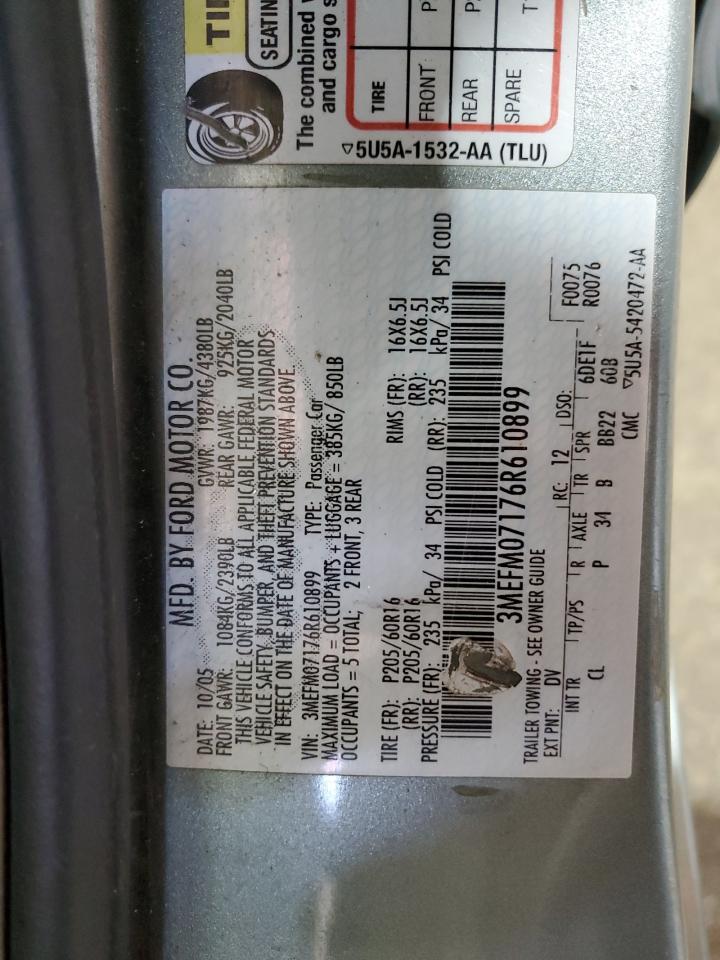 MFD. BY FORD MOTOR CO.
DATE: 10/05 GVWR: 1987KG/4380LB
FRONT GAWR: 1084KG/2390LB REAR GAWR: 925KG/2040LB
THIS VEHICLE CONFORMS TO ALL APPLICABLE FEDERAL MOTOR
VEHICLE SAFETY, BUMPER, AND THEFT PREVENTION STANDARDS
IN EFFECT ON THE DATE OF MANUFACTURE SHOWN ABOVE
VIN: 3MEFM07176R610899 TYPE: Passenger Car
MAXIMUM LOAD = OCCUPANTS + LUGGAGE = 385KG/ 850LB
OCCUPANTS = 5 TOTAL; 2 FRONT, 3 REAR
TIRE (FR): P205/60R16 RIMS (FR): 16X6.5J
(RR): P205/60R16 (RR): 16X6.5J
PRESSURE (FR): 235 kPa/ 34 PSI COLD (RR): 235 kPa/ 34 PSI COLD
3MEFM07176R610899
TRAILER TOWING - SEE OWNER GUIDE
EXT PNT: DV RC: 12 DSO: F0075
R0076
INT TR TP/PS R AXLE TR SPR 6DE1F
CL P 34 B BB22 60B
CMC ▽5U5A-5420472-AA
TIR
SEATIN
The combined
and cargo s
TIRE
FRONT P
REAR P
SPARE T
▽5U5A-1532-AA (TLU)